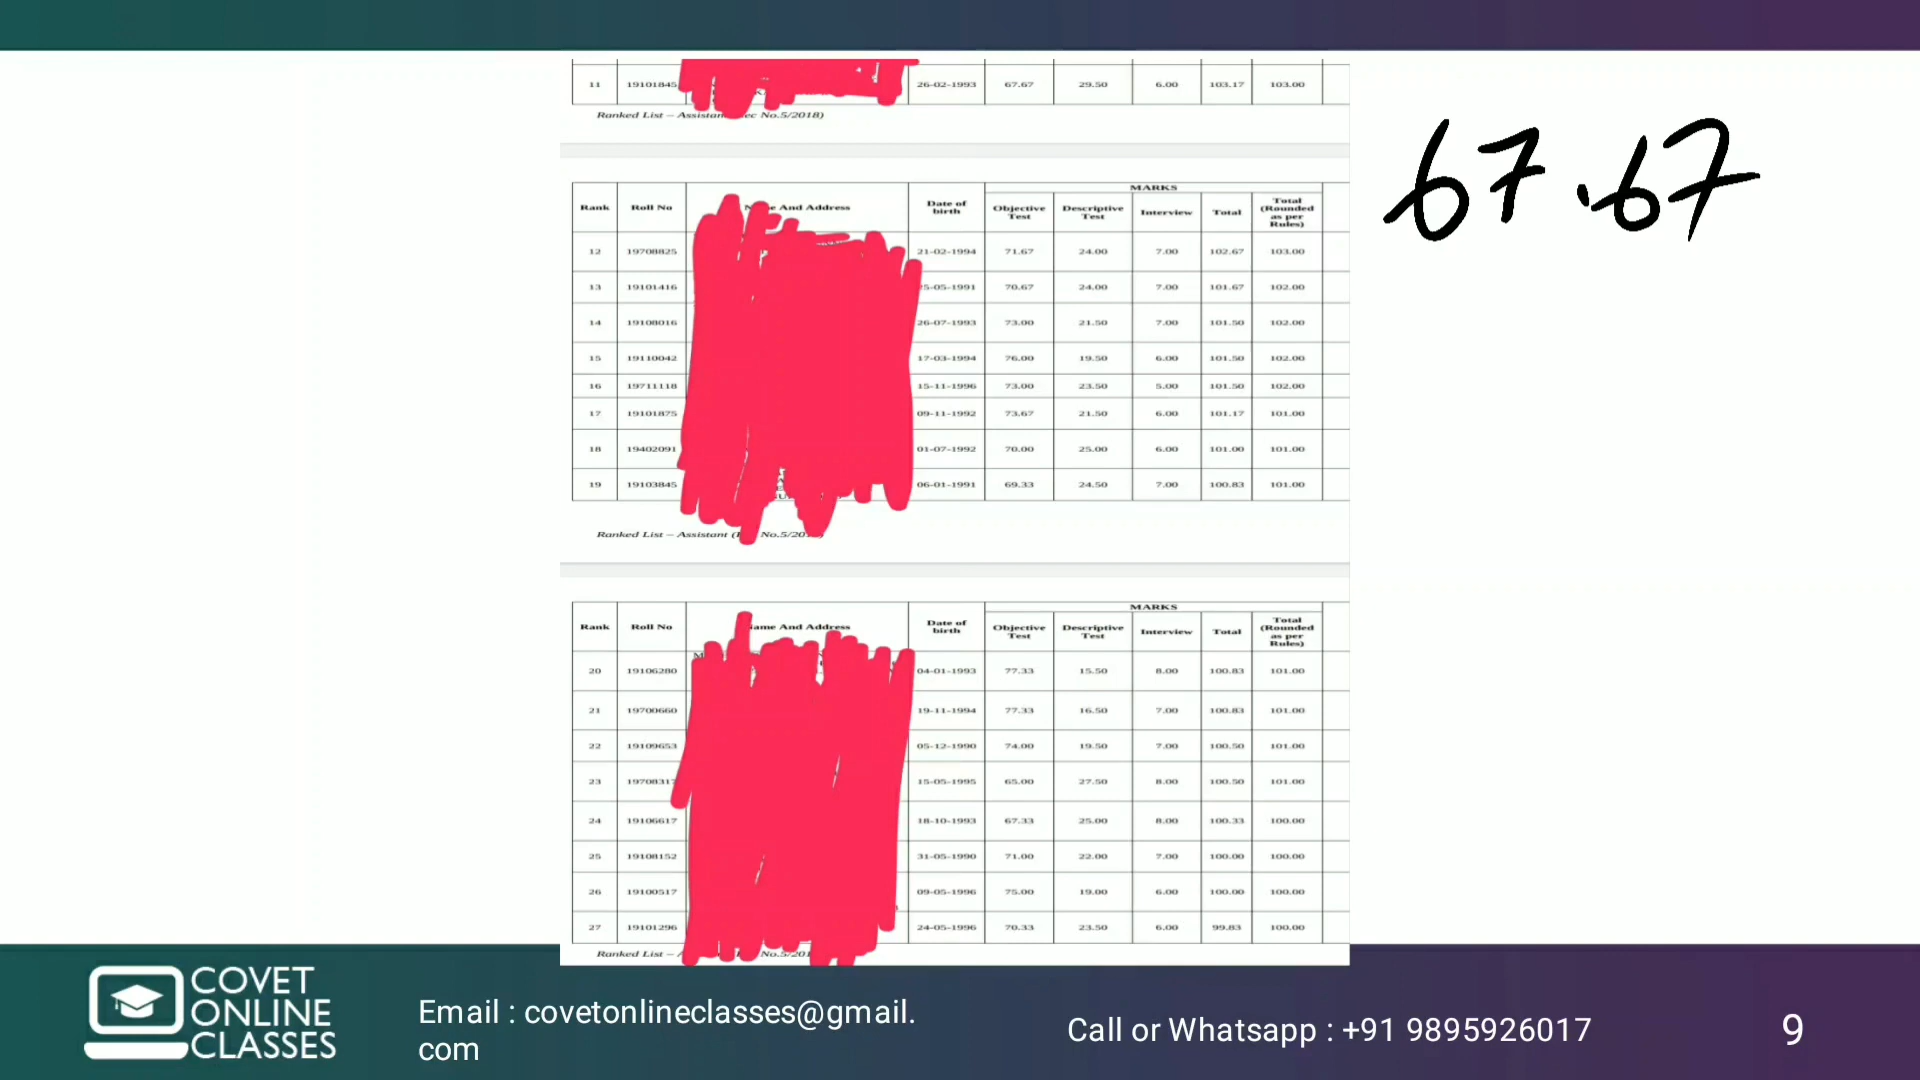 11 19101845 26-02-1993 67.67 29.50 6.00 103.17 103.00
Ranked List – Assistan ec No.5/2018)
67.67
MARKS
Rank Roll No e And Address Date of birth Objective Test Descriptive Test Interview Total Total (Rounded as per Rules)
12 19708825 21-02-1994 71.67 24.00 7.00 102.67 103.00
13 19101416 5-05-1991 70.67 24.00 7.00 101.67 102.00
14 19108016 26-07-1993 73.00 21.50 7.00 101.50 102.00
15 19110042 17-03-1994 76.00 19.50 6.00 101.50 102.00
16 19711118 15-11-1996 73.00 23.50 5.00 101.50 102.00
17 19101875 09-11-1992 73.67 21.50 6.00 101.17 101.00
18 19402091 01-07-1992 70.00 25.00 6.00 101.00 101.00
19 19103845 06-01-1991 69.33 24.50 7.00 100.83 101.00
Ranked List – Assistant ( No.5/20
MARKS
Rank Roll No ame And Address Date of birth Objective Test Descriptive Test Interview Total Total (Rounded as per Rules)
20 19106280 04-01-1993 77.33 15.50 8.00 100.83 101.00
21 19700660 19-11-1994 77.33 16.50 7.00 100.83 101.00
22 19109653 05-12-1990 74.00 19.50 7.00 100.50 101.00
23 1970831 15-05-1995 65.00 27.50 8.00 100.50 101.00
24 19106617 18-10-1993 67.33 25.00 8.00 100.33 100.00
25 19108152 31-05-1990 71.00 22.00 7.00 100.00 100.00
26 19100517 09-05-1996 75.00 19.00 6.00 100.00 100.00
27 19101296 24-05-1996 70.33 23.50 6.00 99.83 100.00
Ranked List – No.5/201
COVET
ONLINE
CLASSES
Email : covetonlineclasses@gmail.
com
Call or Whatsapp : +91 9895926017
9